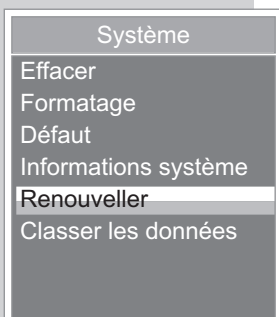 Système
Effacer
Formatage
Défaut
Informations système
Renouveller
Classer les données